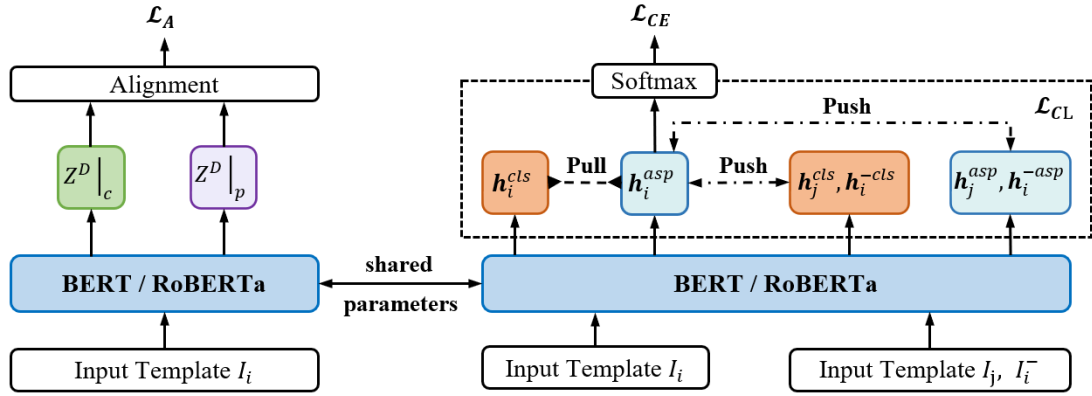 𝓛_A
𝓛_CE
Alignment
Softmax
𝓛_CL
Push
Z^D|_c
Z^D|_p
h_i^cls
Pull
h_i^asp
Push
h_j^cls, h_i^-cls
h_j^asp, h_i^-asp
BERT / RoBERTa
shared
parameters
BERT / RoBERTa
Input Template I_i
Input Template I_i
Input Template I_j, I_i^-